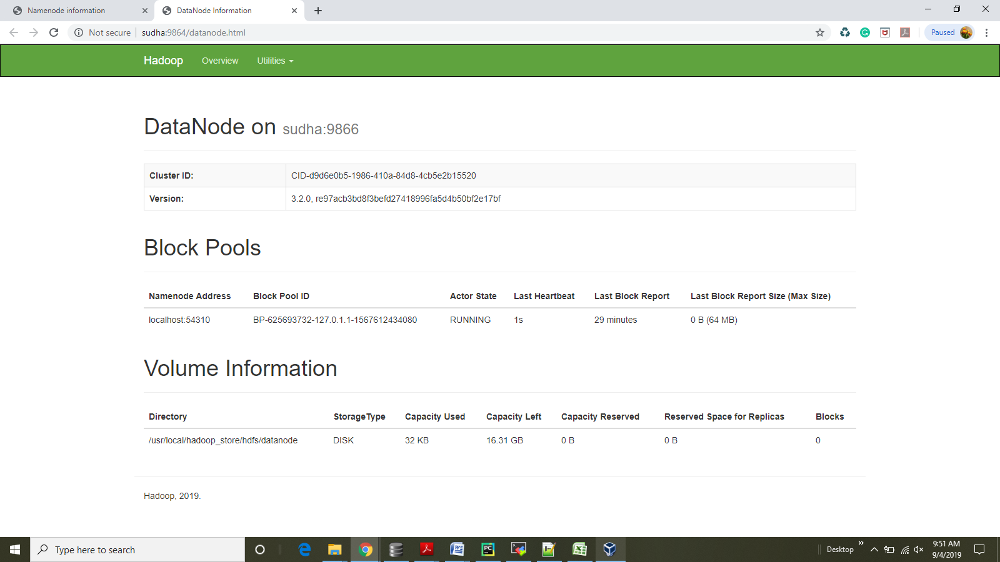 Namenode information
DataNode Information
Not secure
sudha:9864/datanode.html
Paused
Hadoop Overview Utilities
DataNode on sudha:9866
Cluster ID: CID-d9d6e0b5-1986-410a-84d8-4cb5e2b15520
Version: 3.2.0, re97acb3bd8f3befd27418996fa5d4b50bf2e17bf
Block Pools
Namenode Address Block Pool ID Actor State Last Heartbeat Last Block Report Last Block Report Size (Max Size)
localhost:54310 BP-625693732-127.0.1.1-1567612434080 RUNNING 1s 29 minutes 0 B (64 MB)
Volume Information
Directory StorageType Capacity Used Capacity Left Capacity Reserved Reserved Space for Replicas Blocks
/usr/local/hadoop_store/hdfs/datanode DISK 32 KB 16.31 GB 0 B 0 B 0
Hadoop, 2019.
Type here to search
Desktop
9:51 AM
9/4/2019